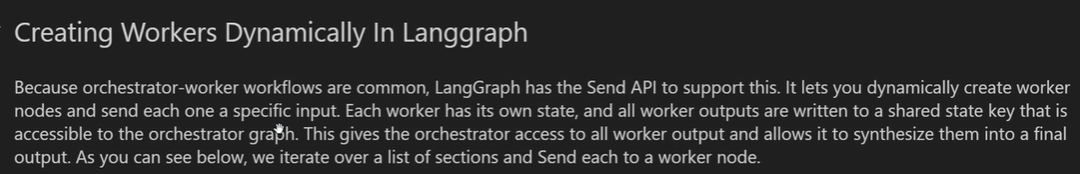 Creating Workers Dynamically In Langgraph
Because orchestrator-worker workflows are common, LangGraph has the Send API to support this. It lets you dynamically create worker
nodes and send each one a specific input. Each worker has its own state, and all worker outputs are written to a shared state key that is
accessible to the orchestrator graph. This gives the orchestrator access to all worker output and allows it to synthesize them into a final
output. As you can see below, we iterate over a list of sections and Send each to a worker node.